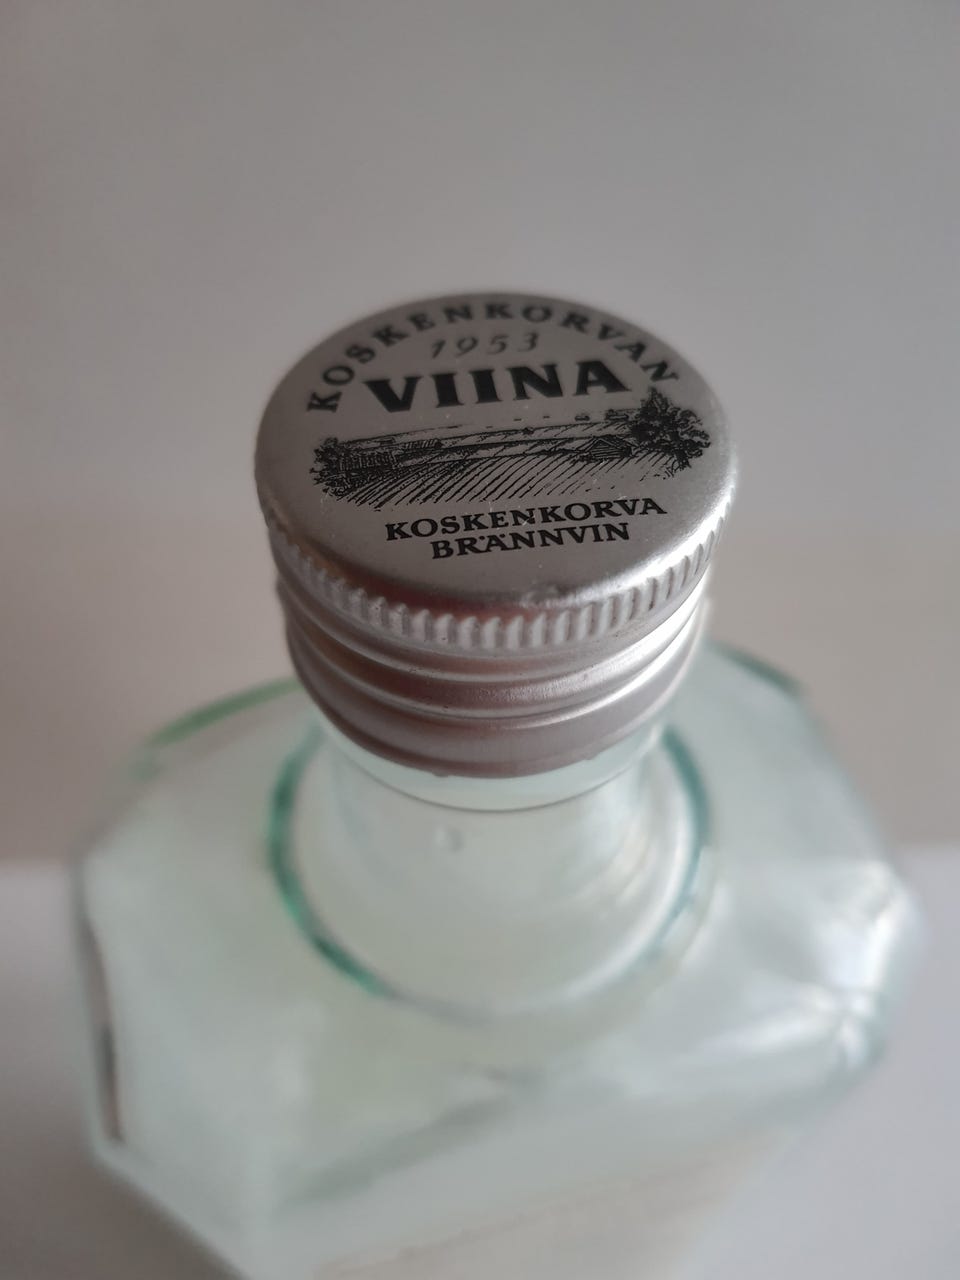 KOSKENKORVAN
1953
VIINA
KOSKENKORVA
BRÄNNVIN